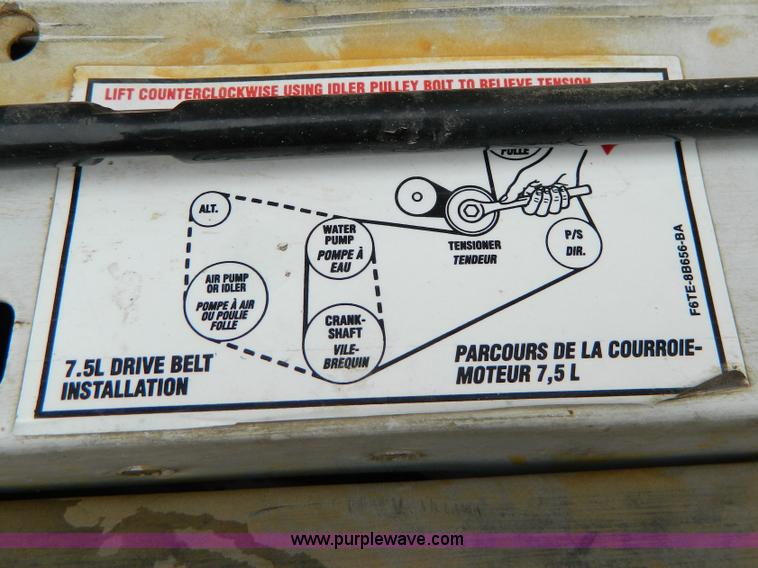 LIFT COUNTERCLOCKWISE USING IDLER PULLEY BOLT TO RELIEVE TENSION
FOLLE
ALT.
WATER
PUMP
POMPE À
EAU
TENSIONER
TENDEUR
P/S
DIR.
AIR PUMP
OR IDLER
POMPE À AIR
OU POULIE
FOLLE
CRANK-
SHAFT
VILE-
BREQUIN
7.5L DRIVE BELT
INSTALLATION
PARCOURS DE LA COURROIE-
MOTEUR 7,5 L
F6TE-8B656-BA
www.purplewave.com